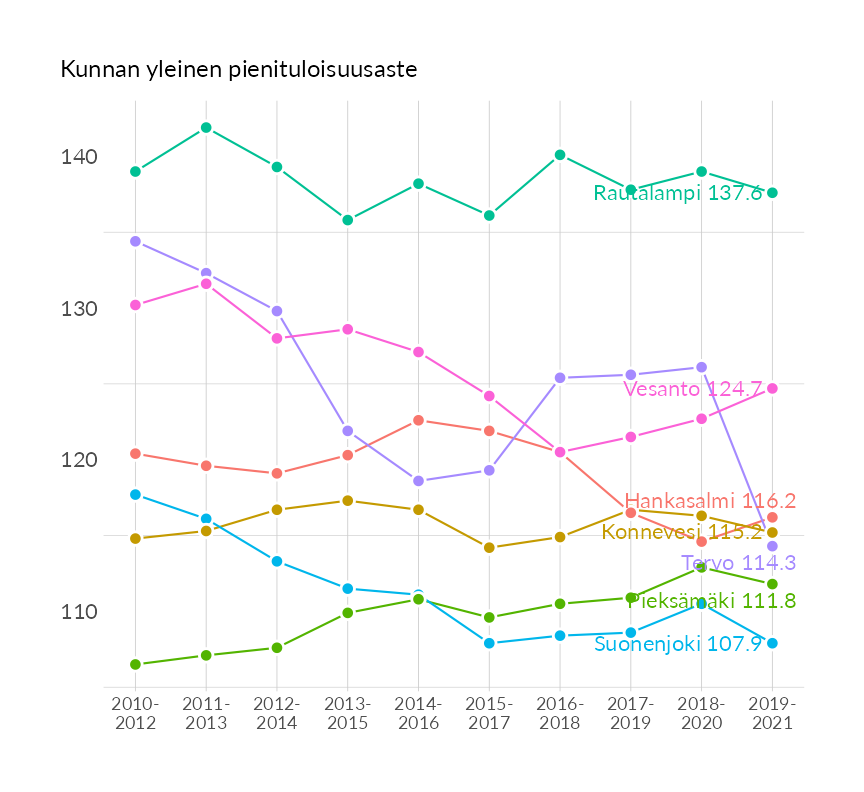 Kunnan yleinen pienituloisuusaste
140
130
120
110
Rautalampi 137.6
Vesanto 124.7
Hankasalmi 116.2
Konnevesi 115.2
Tervo 114.3
Pieksämäki 111.8
Suonenjoki 107.9
2010- 2011- 2012- 2013- 2014- 2015- 2016- 2017- 2018- 2019-
2012 2013 2014 2015 2016 2017 2018 2019 2020 2021